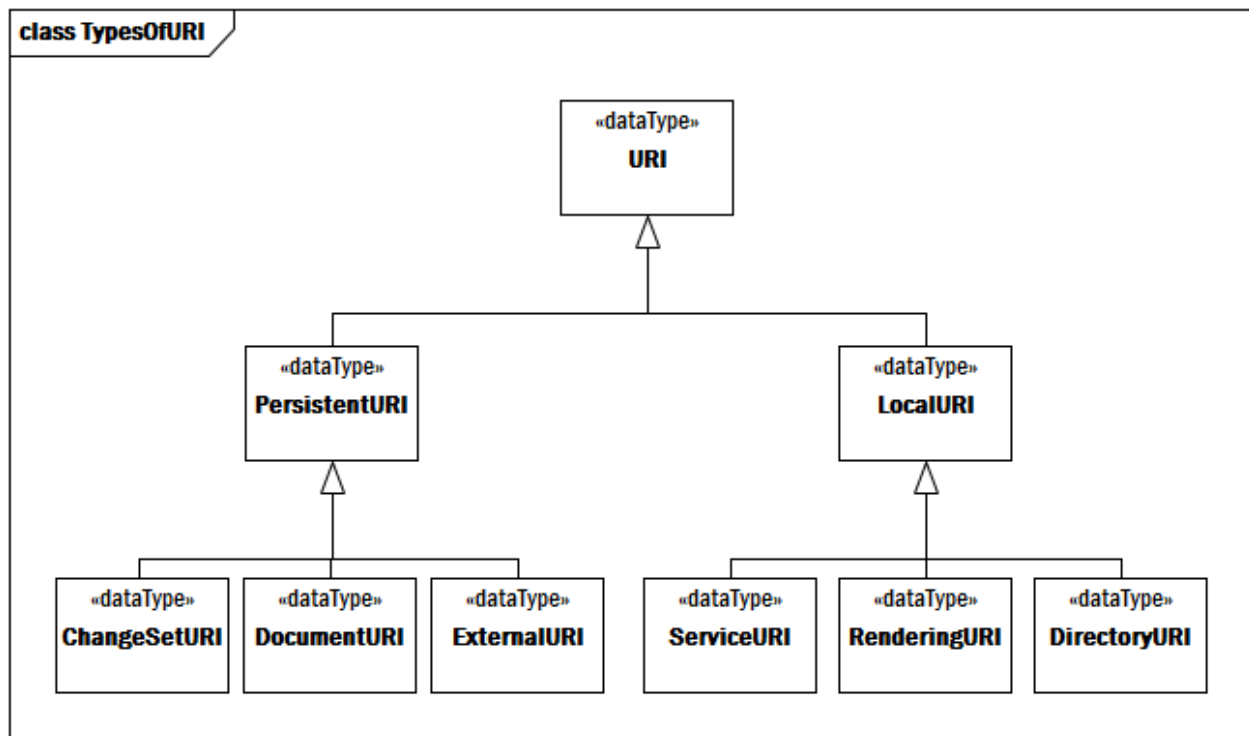 class TypesOfURI
«dataType»
URI
«dataType»
PersistentURI
«dataType»
LocalURI
«dataType»
ChangeSetURI
«dataType»
DocumentURI
«dataType»
ExternalURI
«dataType»
ServiceURI
«dataType»
RenderingURI
«dataType»
DirectoryURI